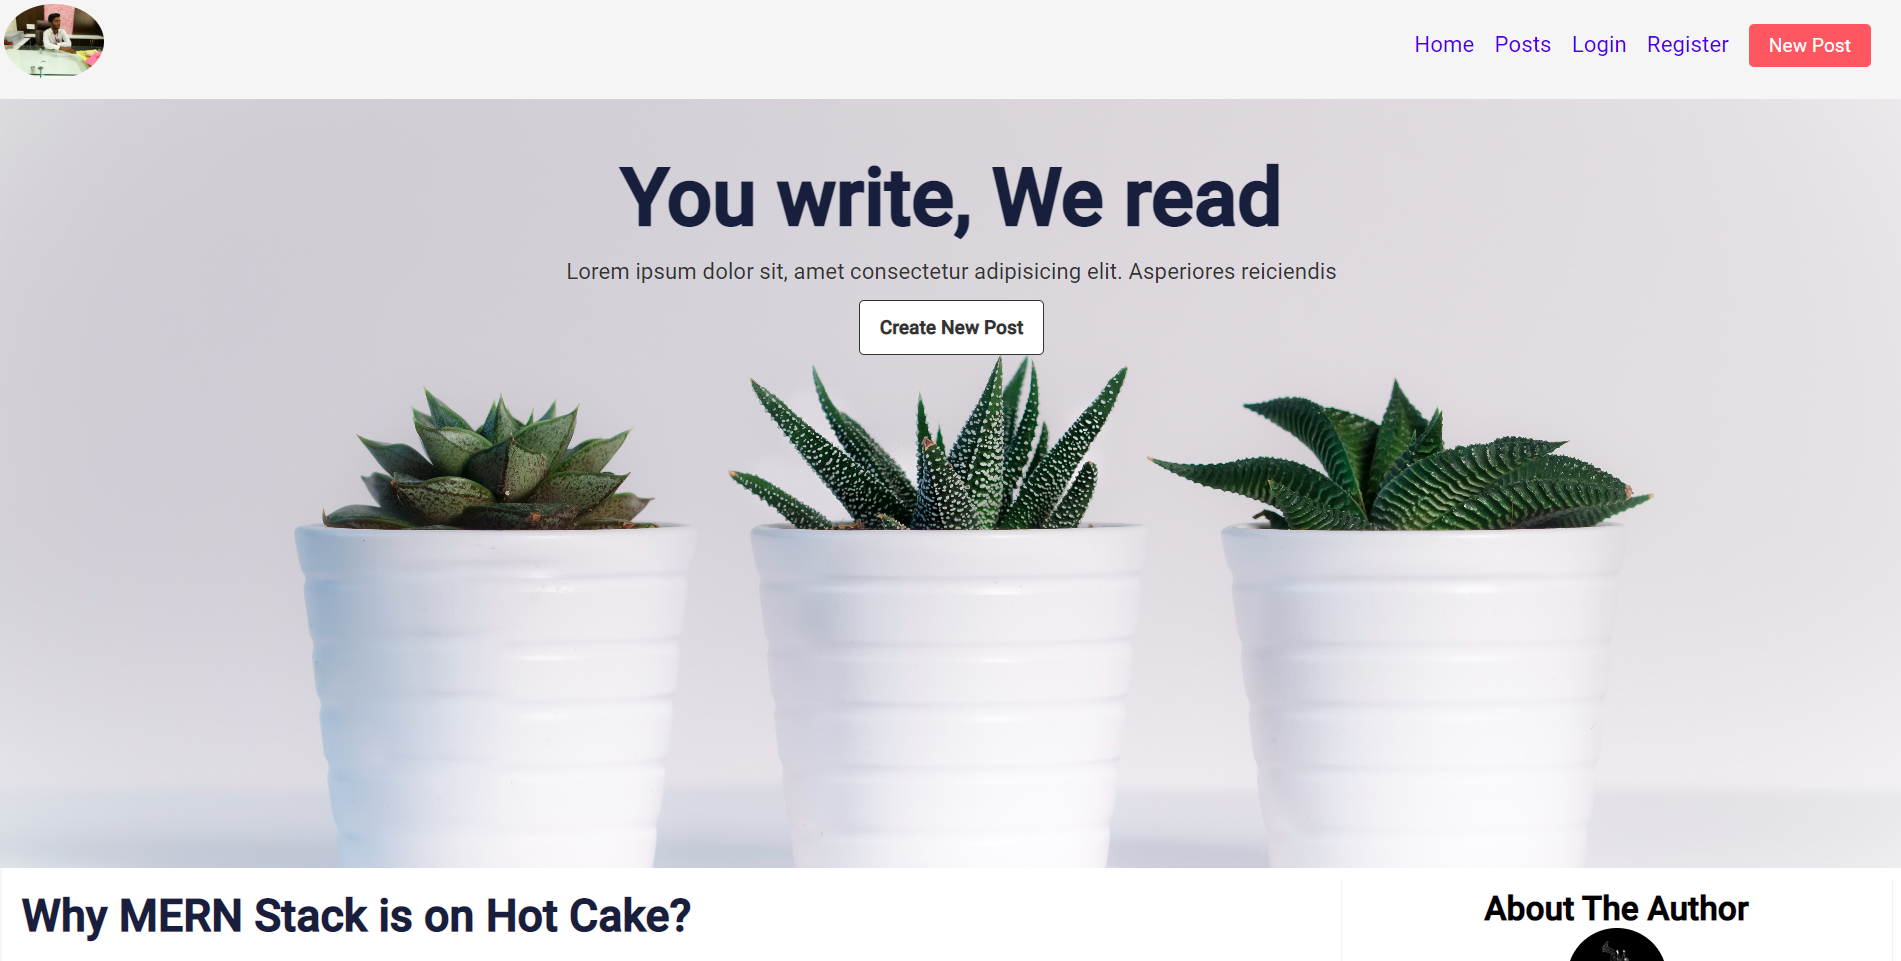 Home Posts Login Register New Post
You write, We read
Lorem ipsum dolor sit, amet consectetur adipisicing elit. Asperiores reiciendis
Create New Post
Why MERN Stack is on Hot Cake?
About The Author